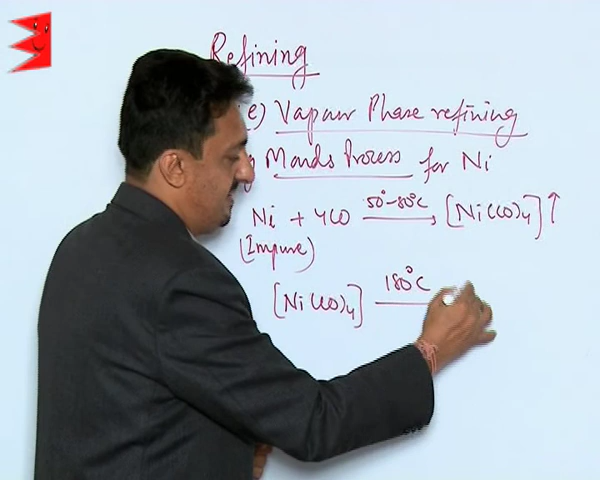 Refining
e) Vapour Phase refining
Monds Process for Ni
Ni + 4CO 50°-80°C → [Ni(CO)4] ↑
(Impure)
[Ni(CO)4] 180°C